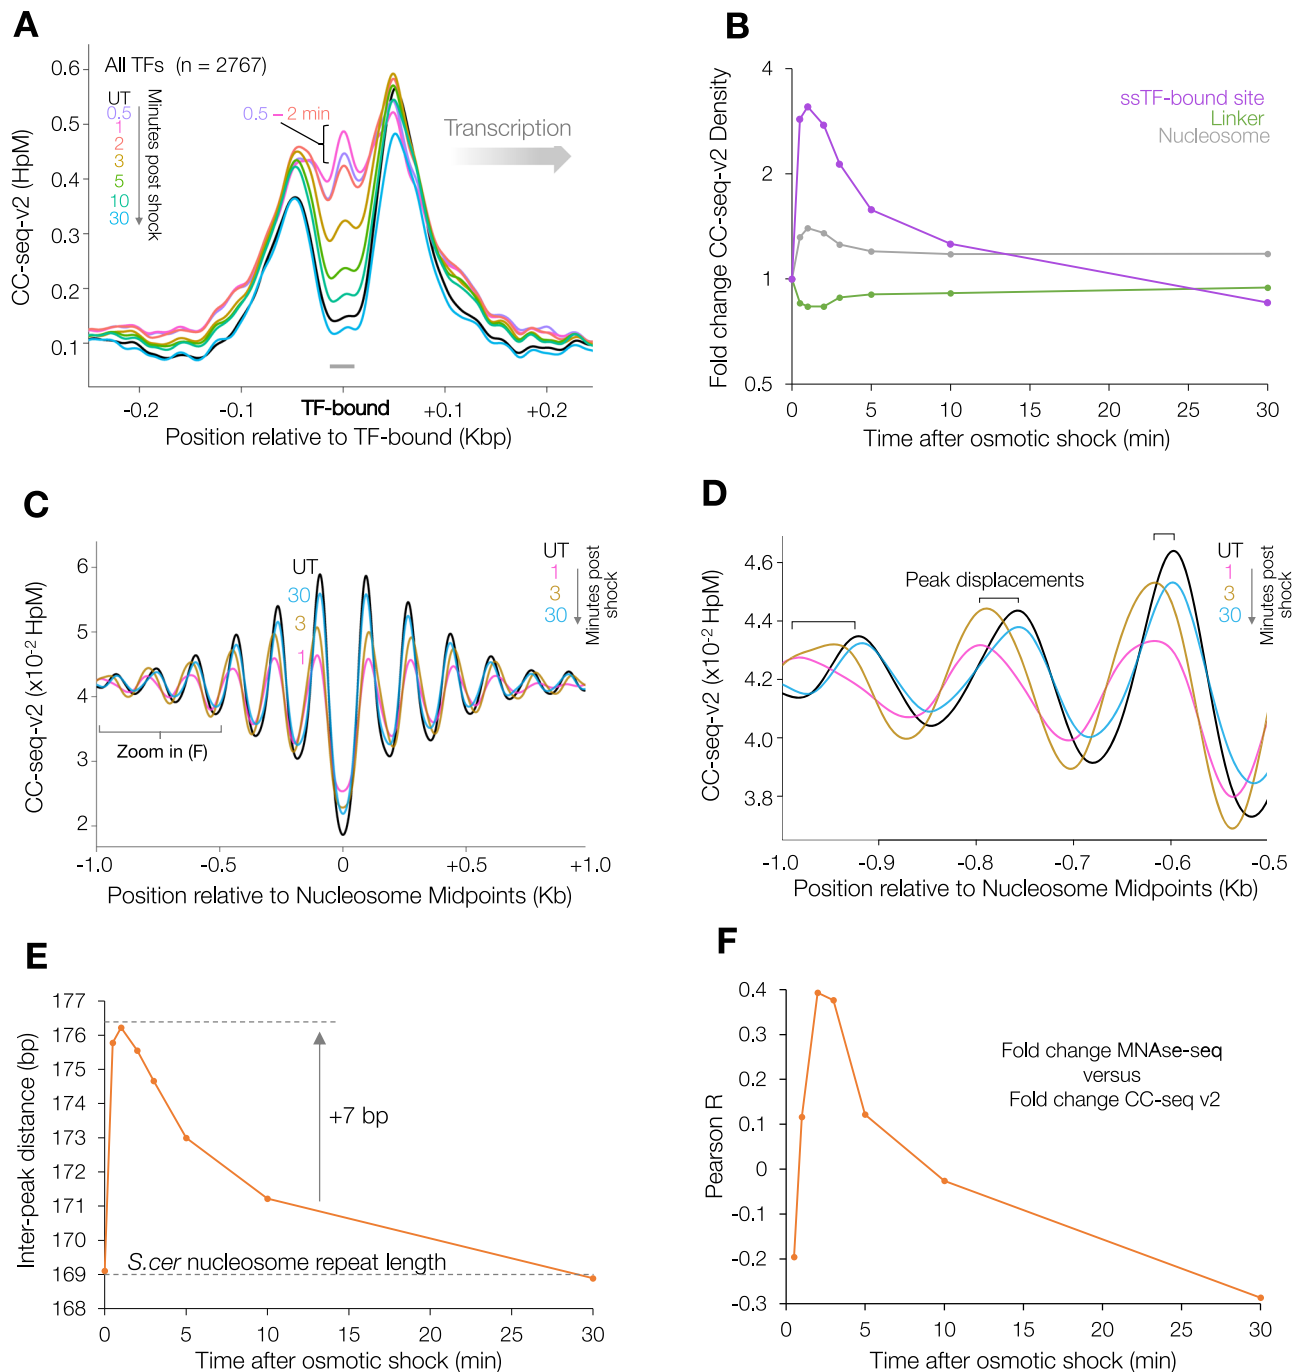 A
All TFs (n = 2767)
UT
0.5
1
2
3
5
10
30
Minutes post shock
0.5 – 2 min
Transcription
CC-seq-v2 (HpM)
0.6
0.5
0.4
0.3
0.2
0.1
-0.2
-0.1
TF-bound
+0.1
+0.2
Position relative to TF-bound (Kbp)
B
Fold change CC-seq-v2 Density
4
2
1
0.5
ssTF-bound site
Linker
Nucleosome
0 5 10 15 20 25 30
Time after osmotic shock (min)
C
CC-seq-v2 (x10⁻² HpM)
6
5
4
3
2
UT
30
3
1
UT
1
3
30
Minutes post
shock
Zoom in (F)
-1.0 -0.5 0 +0.5 +1.0
Position relative to Nucleosome Midpoints (Kb)
D
CC-seq-v2 (x10⁻² HpM)
4.6
4.4
4.2
4.0
3.8
Peak displacements
UT
1
3
30
Minutes post
shock
-1.0 -0.9 -0.8 -0.7 -0.6 -0.5
Position relative to Nucleosome Midpoints (Kb)
E
Inter-peak distance (bp)
177
176
175
174
173
172
171
170
169
168
+7 bp
S.cer nucleosome repeat length
0 5 10 15 20 25 30
Time after osmotic shock (min)
F
Pearson R
0.4
0.3
0.2
0.1
0
-0.1
-0.2
-0.3
Fold change MNAse-seq
versus
Fold change CC-seq v2
0 5 10 15 20 25 30
Time after osmotic shock (min)